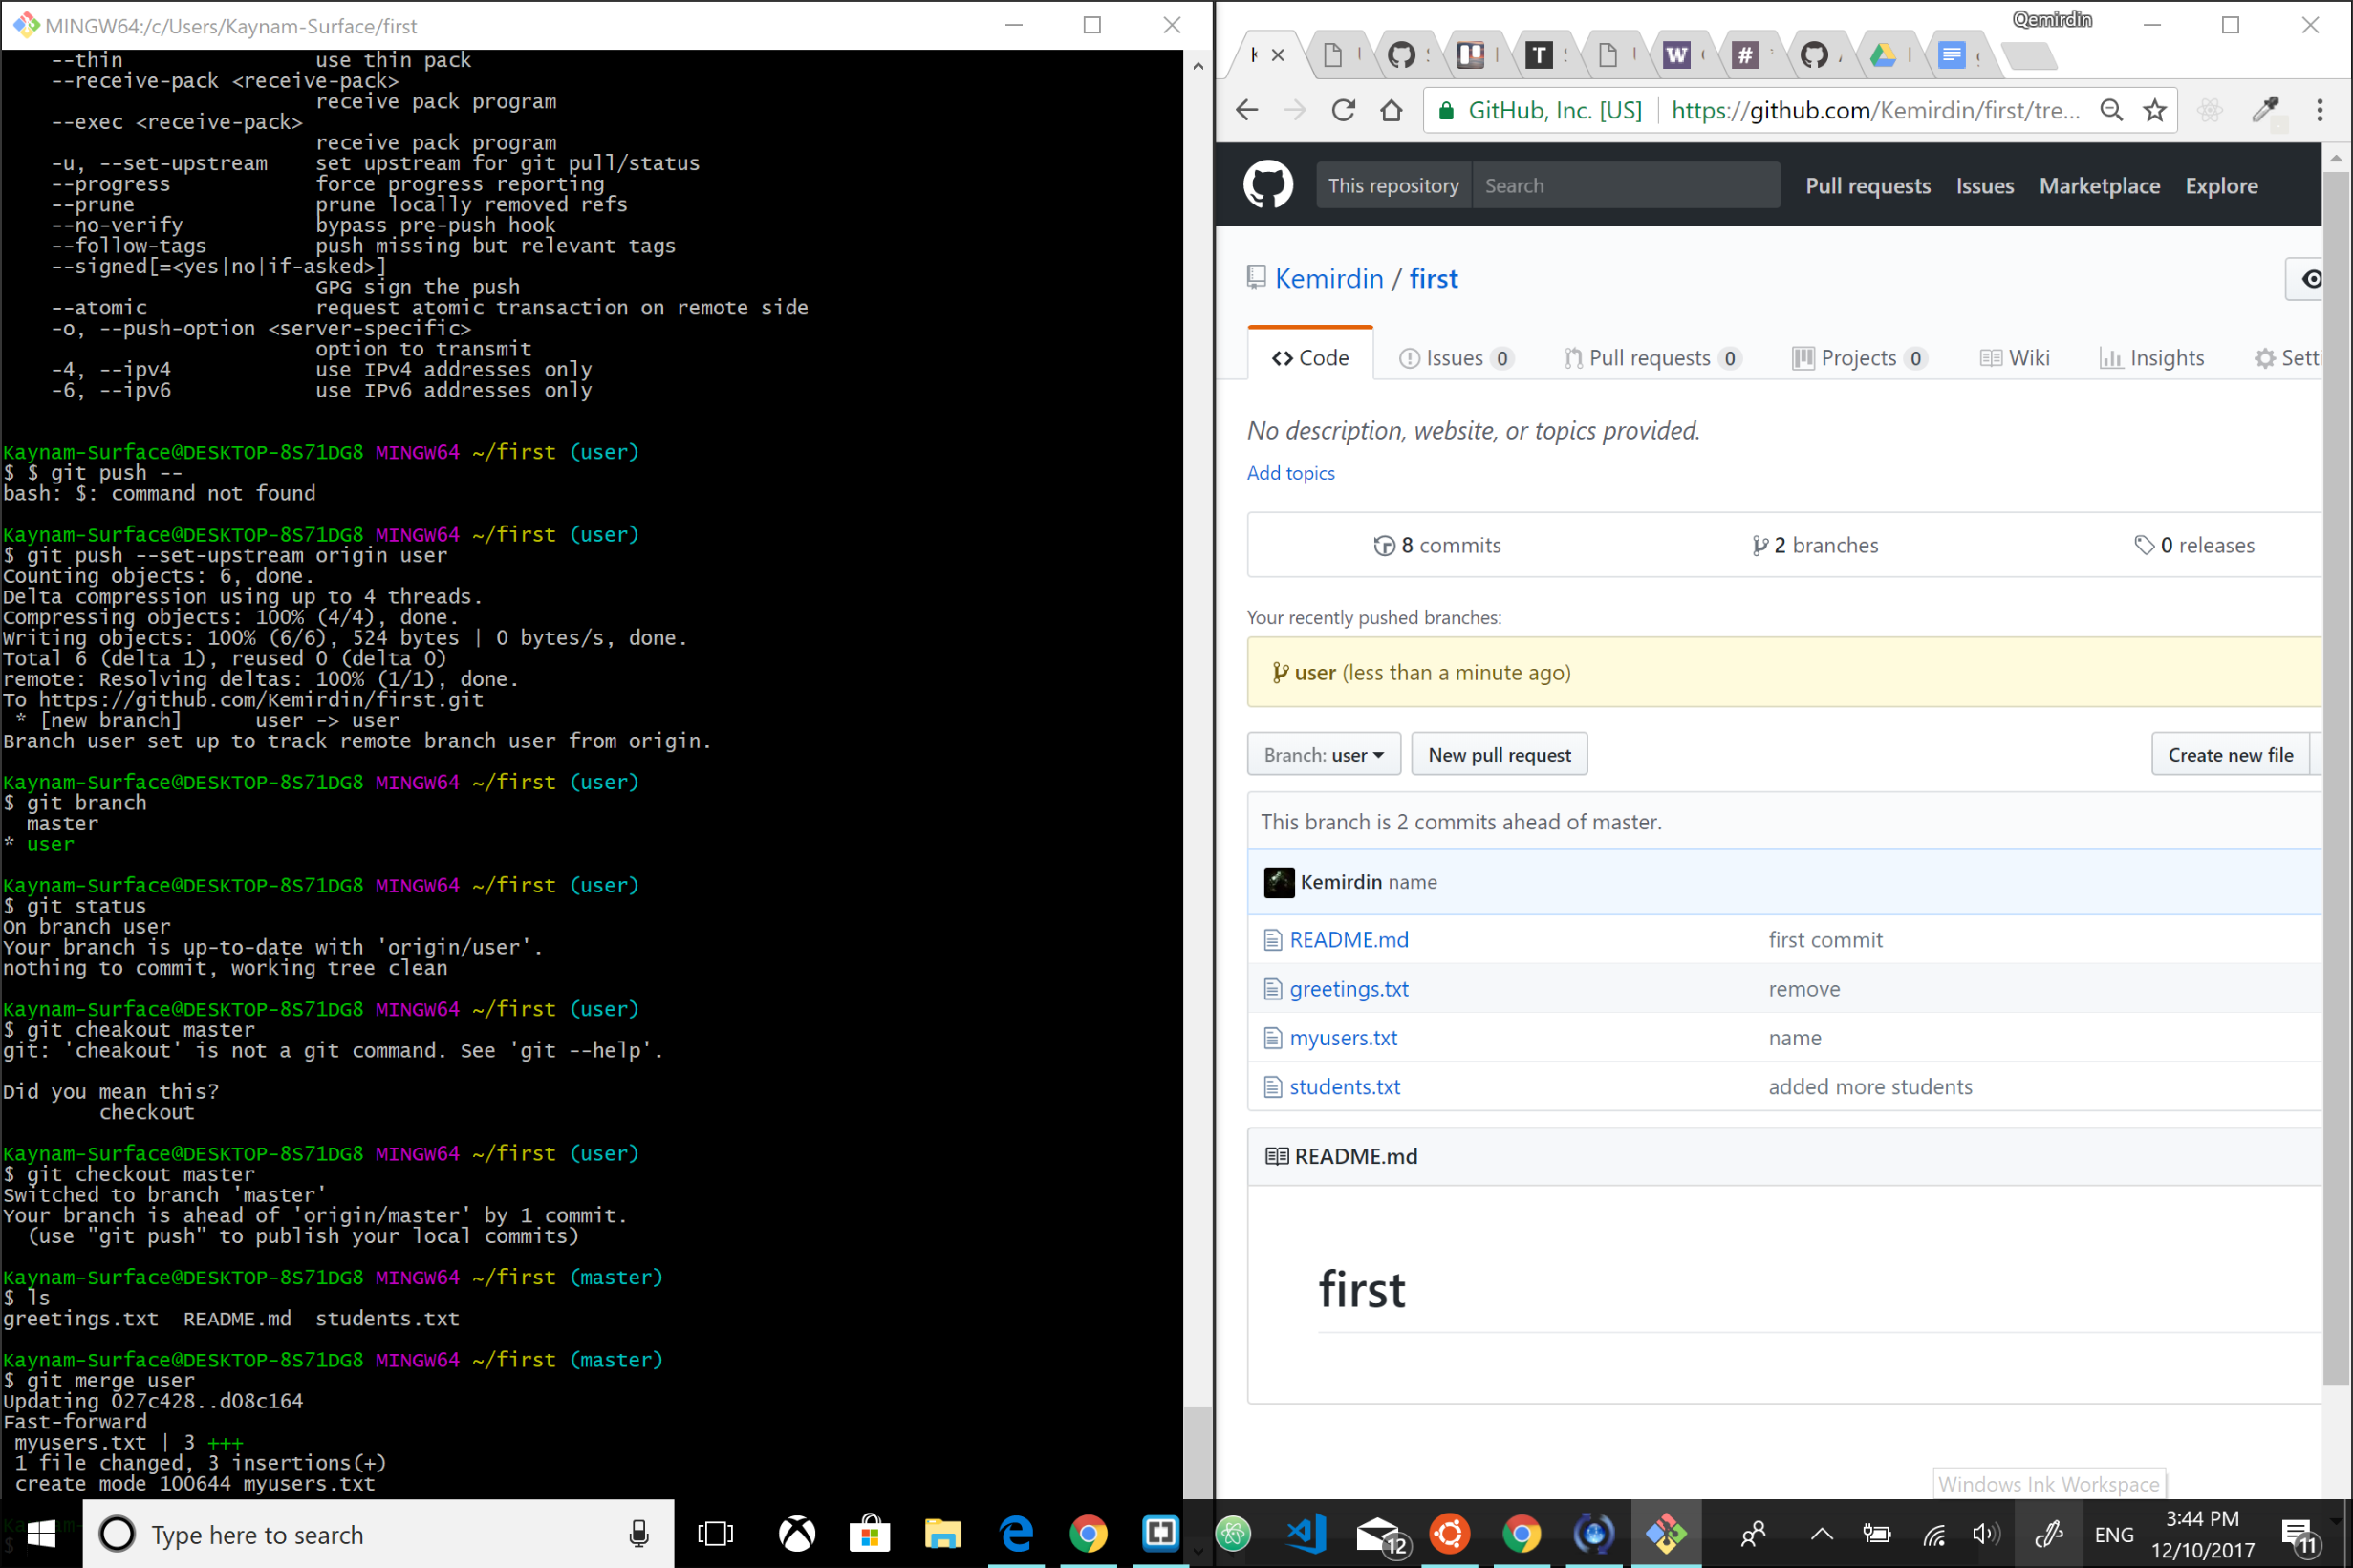 MINGW64:/c/Users/Kaynam-Surface/first
--thin use thin pack
--receive-pack <receive-pack>
receive pack program
--exec <receive-pack>
receive pack program
-u, --set-upstream set upstream for git pull/status
--progress force progress reporting
--prune prune locally removed refs
--no-verify bypass pre-push hook
--follow-tags push missing but relevant tags
--signed[=<yes|no|if-asked>]
GPG sign the push
--atomic request atomic transaction on remote side
-o, --push-option <server-specific>
option to transmit
-4, --ipv4 use IPv4 addresses only
-6, --ipv6 use IPv6 addresses only
Kaynam-Surface@DESKTOP-8S71DG8 MINGW64 ~/first (user)
$ $ git push --
bash: $: command not found
Kaynam-Surface@DESKTOP-8S71DG8 MINGW64 ~/first (user)
$ git push --set-upstream origin user
Counting objects: 6, done.
Delta compression using up to 4 threads.
Compressing objects: 100% (4/4), done.
Writing objects: 100% (6/6), 524 bytes | 0 bytes/s, done.
Total 6 (delta 1), reused 0 (delta 0)
remote: Resolving deltas: 100% (1/1), done.
To https://github.com/Kemirdin/first.git
* [new branch] user -> user
Branch user set up to track remote branch user from origin.
Kaynam-Surface@DESKTOP-8S71DG8 MINGW64 ~/first (user)
$ git branch
master
* user
Kaynam-Surface@DESKTOP-8S71DG8 MINGW64 ~/first (user)
$ git status
On branch user
Your branch is up-to-date with 'origin/user'.
nothing to commit, working tree clean
Kaynam-Surface@DESKTOP-8S71DG8 MINGW64 ~/first (user)
$ git cheakout master
git: 'cheakout' is not a git command. See 'git --help'.
Did you mean this?
checkout
Kaynam-Surface@DESKTOP-8S71DG8 MINGW64 ~/first (user)
$ git checkout master
Switched to branch 'master'
Your branch is ahead of 'origin/master' by 1 commit.
(use "git push" to publish your local commits)
Kaynam-Surface@DESKTOP-8S71DG8 MINGW64 ~/first (master)
$ ls
greetings.txt README.md students.txt
Kaynam-Surface@DESKTOP-8S71DG8 MINGW64 ~/first (master)
$ git merge user
Updating 027c428..d08c164
Fast-forward
myusers.txt | 3 +++
1 file changed, 3 insertions(+)
create mode 100644 myusers.txt
Qemirdin
GitHub, Inc. [US] https://github.com/Kemirdin/first/tre...
This repository Search Pull requests Issues Marketplace Explore
Kemirdin / first
Code Issues 0 Pull requests 0 Projects 0 Wiki Insights Setti
No description, website, or topics provided.
Add topics
8 commits 2 branches 0 releases
Your recently pushed branches:
user (less than a minute ago)
Branch: user New pull request Create new file
This branch is 2 commits ahead of master.
Kemirdin name
README.md first commit
greetings.txt remove
myusers.txt name
students.txt added more students
README.md
first
Windows Ink Workspace
Type here to search
12
ENG
3:44 PM
12/10/2017
11